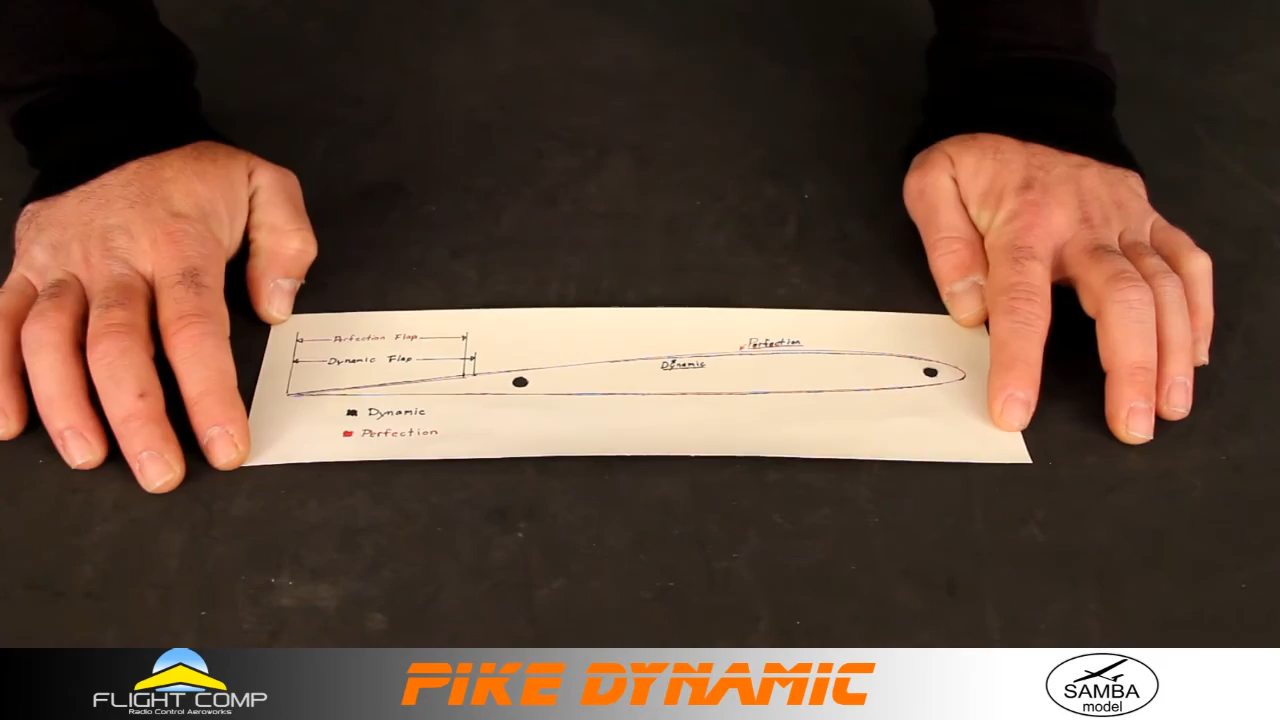 Perfection Flap
Dynamic Flap
Perfection
Dynamic
Dynamic
Perfection
FLIGHT COMP
Radio Control Aeroworks
PIKE DYNAMIC
SAMBA
model